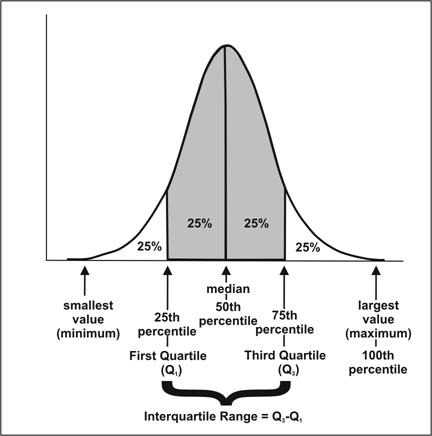 25%
25%
25%
25%
smallest
value
(minimum)
25th
percentile
First Quartile
(Q₁)
median
50th
percentile
75th
percentile
Third Quartile
(Q₃)
largest
value
(maximum)
100th
percentile
Interquartile Range = Q₃-Q₁